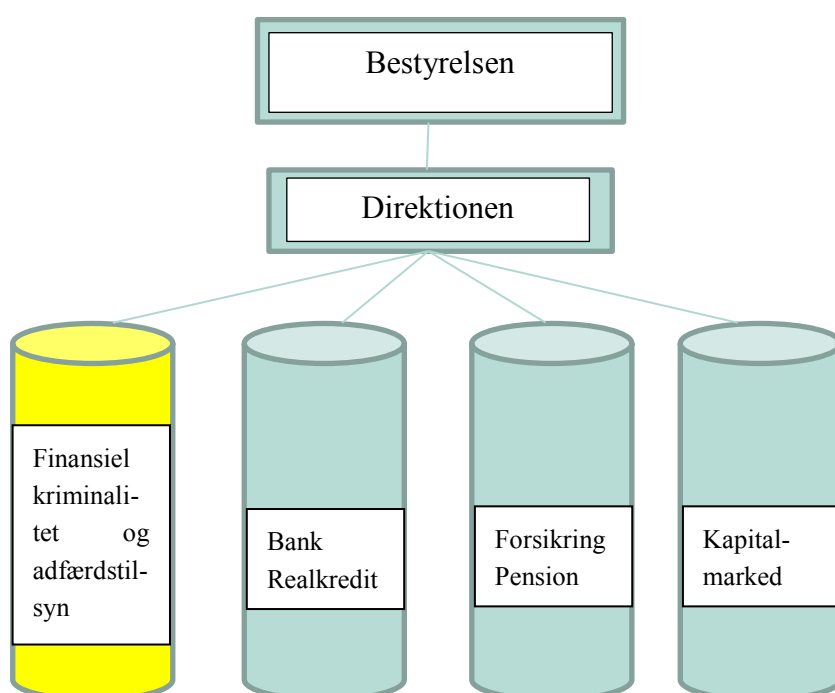 Bestyrelsen
Direktionen
Finansiel
kriminali-
tet og
adfærdstil-
syn
Bank
Realkredit
Forsikring
Pension
Kapital-
marked